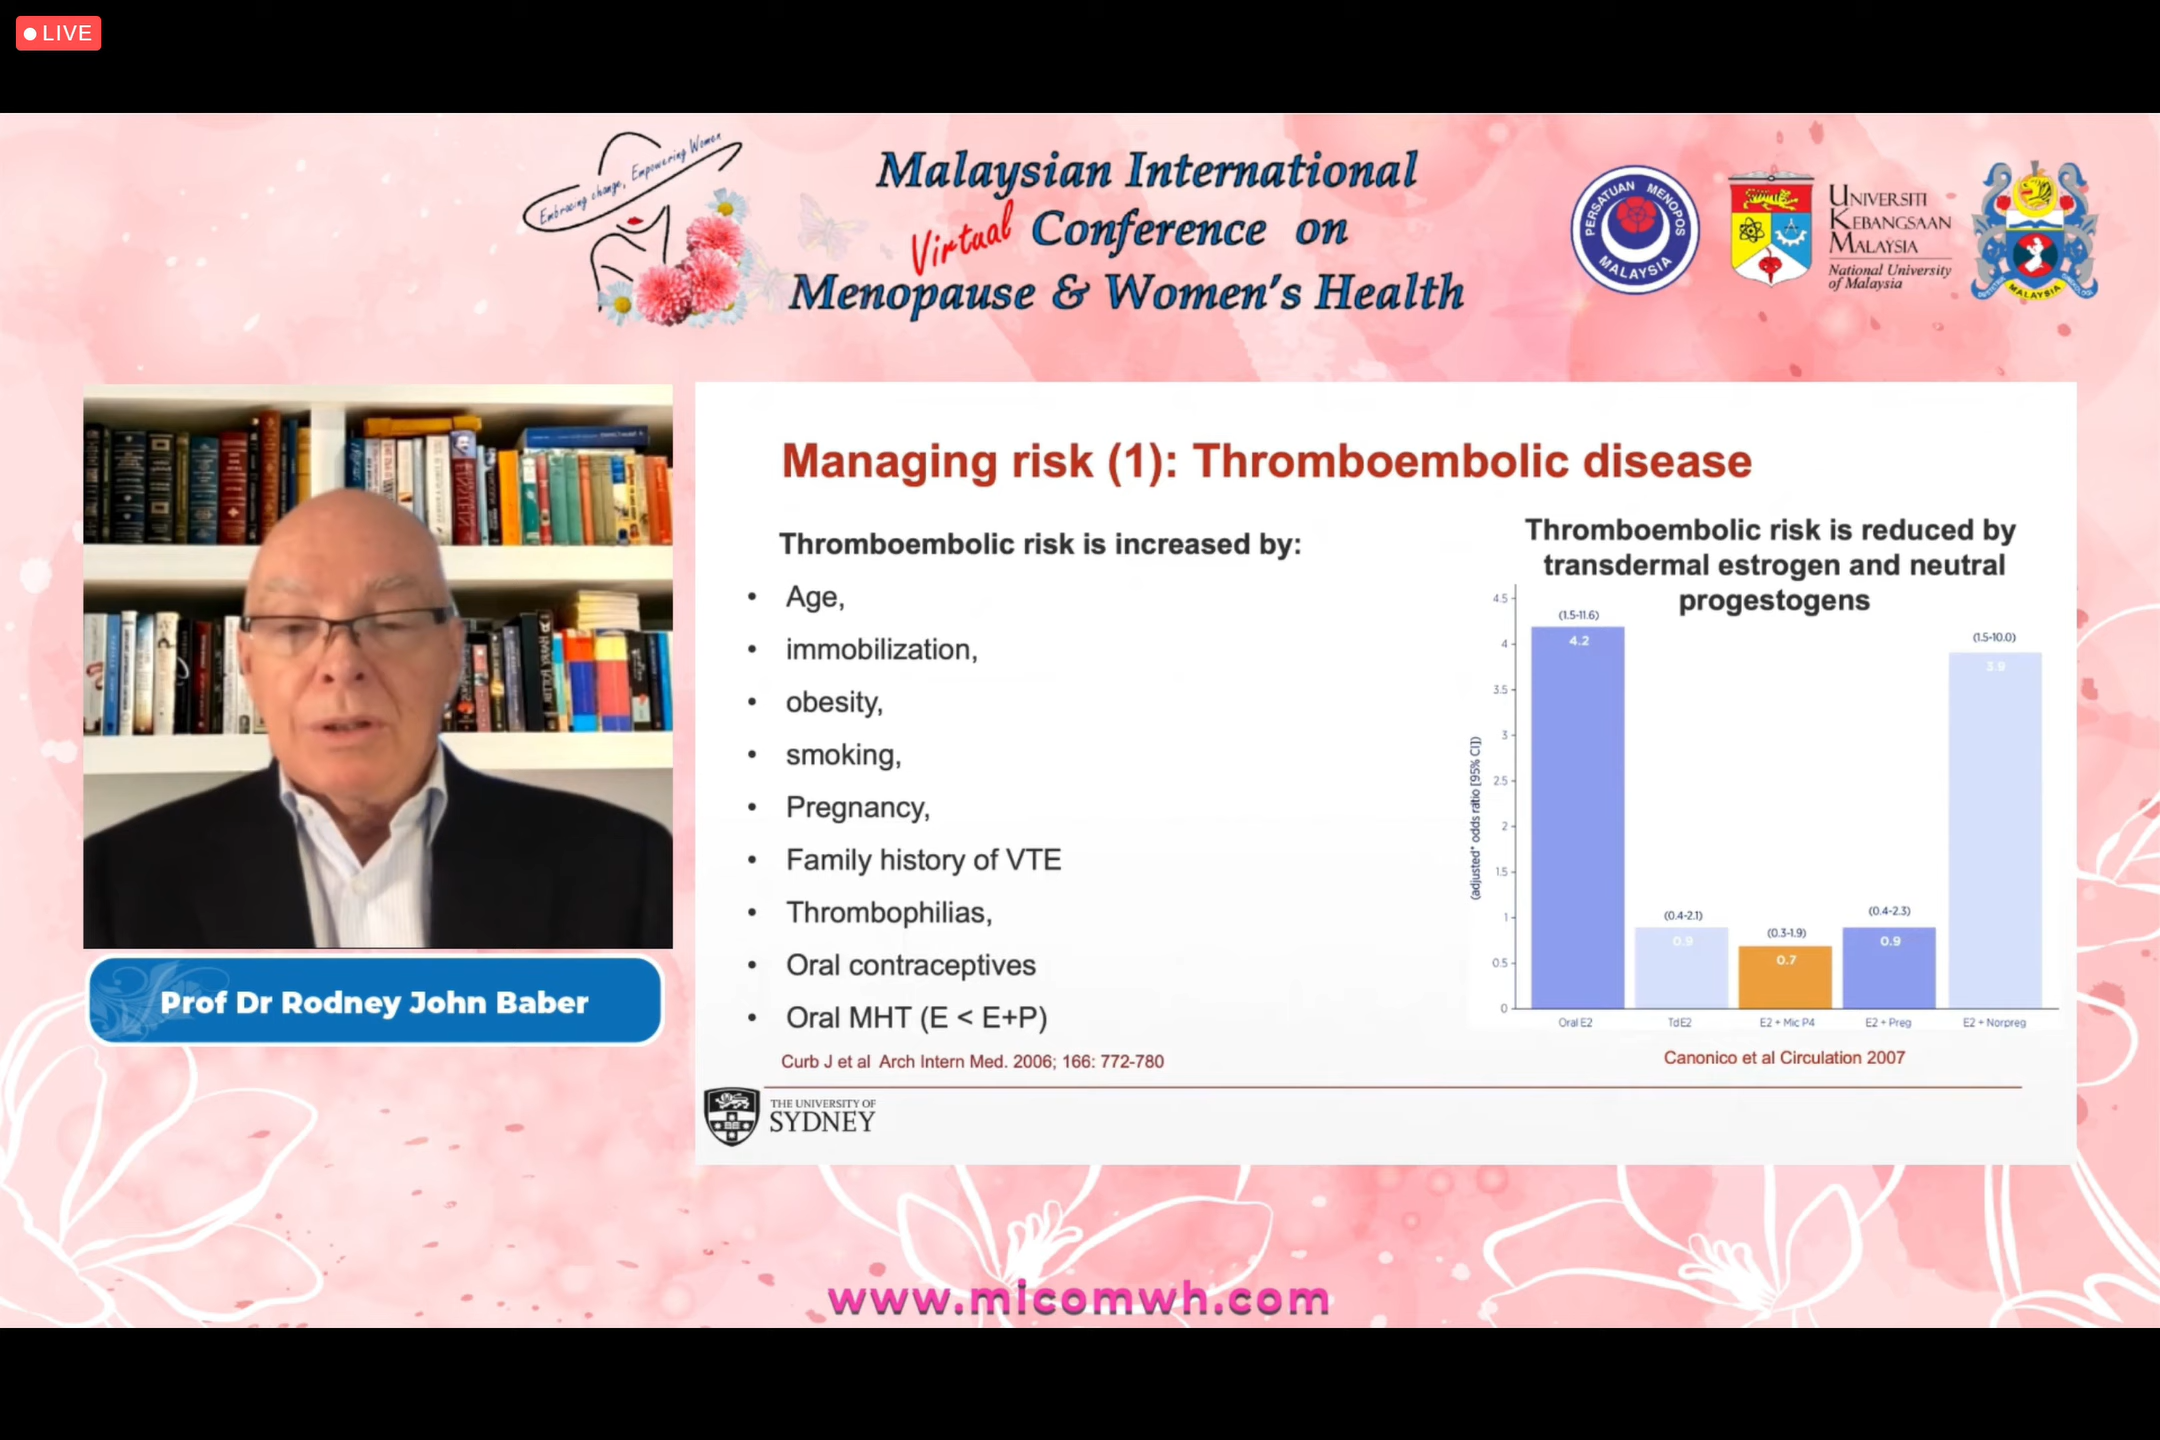 LIVE
Embracing change, Empowering Women
Malaysian International
Virtual Conference on
Menopause & Women's Health
PERSATUAN MENOPOS
MALAYSIA
UNIVERSITI
KEBANGSAAN
MALAYSIA
National University
of Malaysia
MALAYSIA
Managing risk (1): Thromboembolic disease
Thromboembolic risk is increased by:
• Age,
• immobilization,
• obesity,
• smoking,
• Pregnancy,
• Family history of VTE
• Thrombophilias,
• Oral contraceptives
• Oral MHT (E < E+P)
Curb J et al Arch Intern Med. 2006; 166: 772-780
Thromboembolic risk is reduced by
transdermal estrogen and neutral
progestogens
(adjusted* odds ratio [95% CI])
4.5
4
3.5
3
2.5
2
1.5
1
0.5
0
(1.5-11.6)
4.2
(0.4-2.1)
0.9
(0.3-1.9)
0.7
(0.4-2.3)
0.9
(1.5-10.0)
3.9
Oral E2
TdE2
E2 + Mic P4
E2 + Preg
E2 + Norpreg
Canonico et al Circulation 2007
THE UNIVERSITY OF
SYDNEY
Prof Dr Rodney John Baber
www.micomwh.com